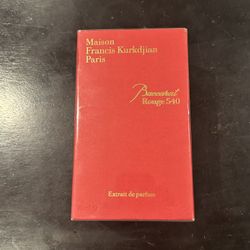 Maison
Francis Kurkdjian
Paris
Baccarat
Rouge 540
Extrait de parfum